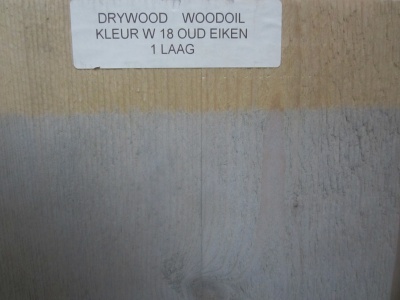 DRYWOOD WOODOIL
KLEUR W 18 OUD EIKEN
1 LAAG